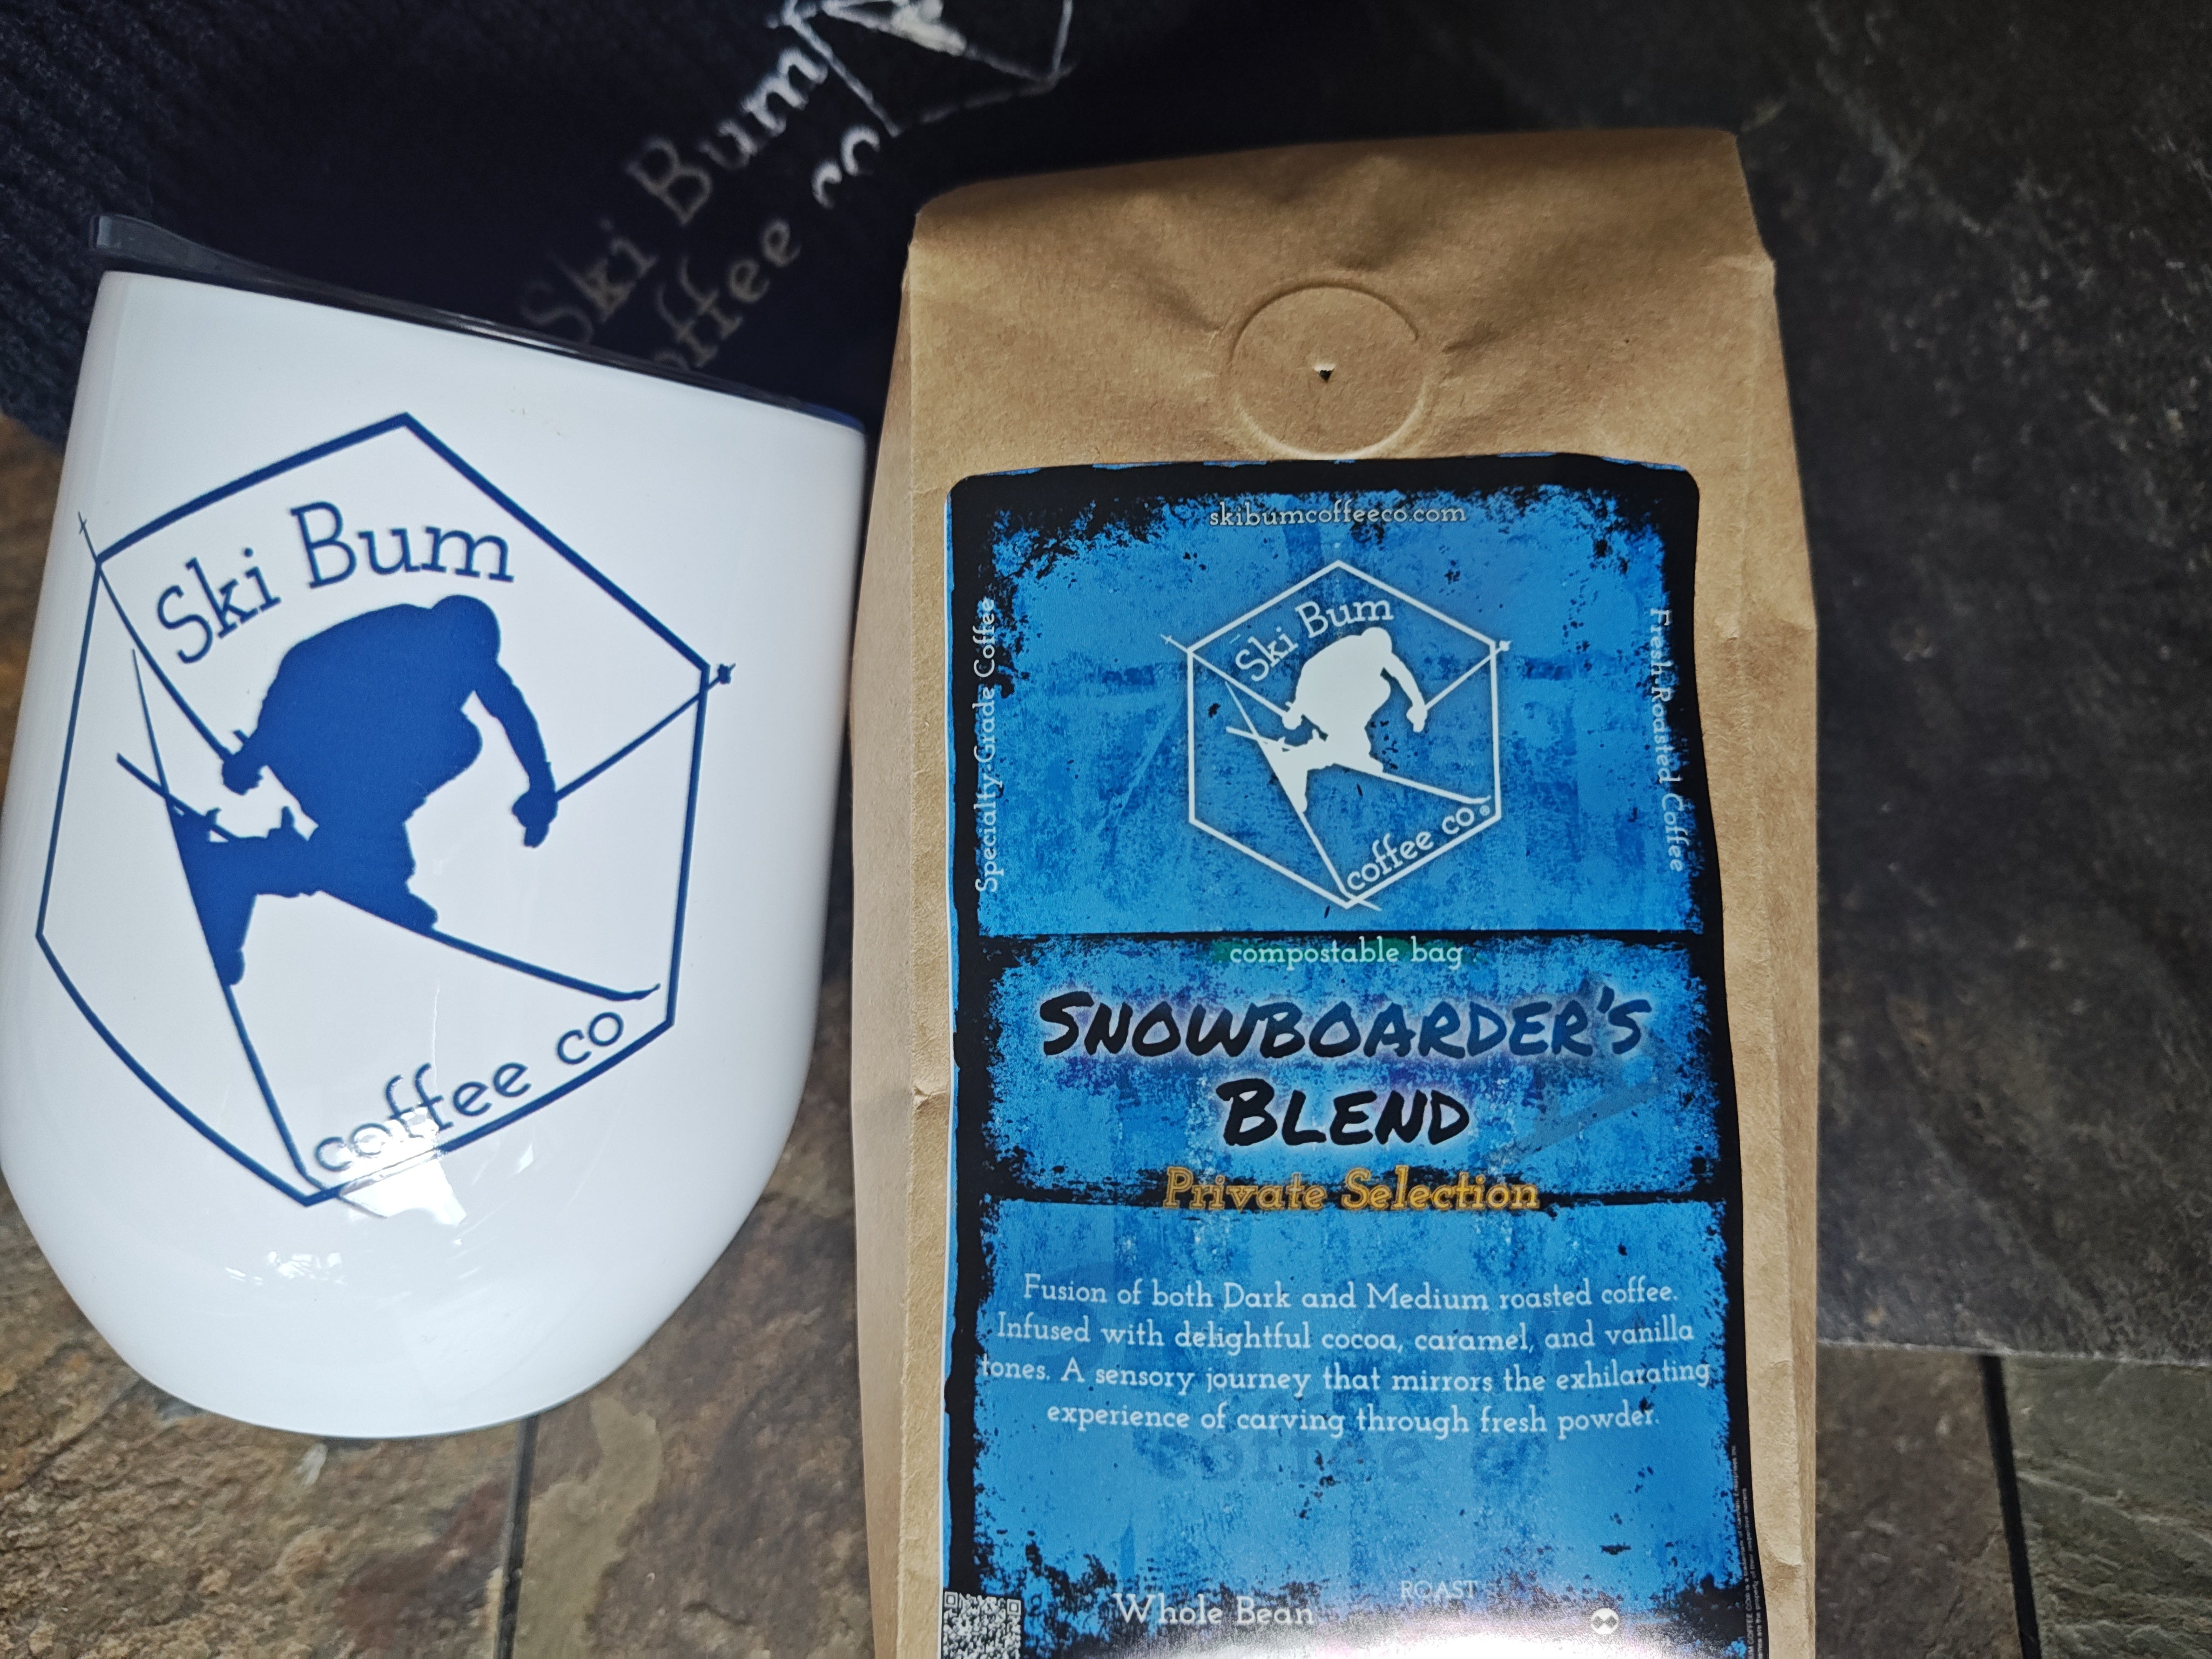 Ski Bum
coffee co
Ski Bum
coffee co
skibumcoffeeco.com
Specialty-Grade Coffee
Fresh-Roasted Coffee
Ski Bum
coffee co®
compostable bag
SNOWBOARDER'S
BLEND
Private Selection
Fusion of both Dark and Medium roasted coffee.
Infused with delightful cocoa, caramel, and vanilla
tones. A sensory journey that mirrors the exhilarating
experience of carving through fresh powder.
Whole Bean
ROAST